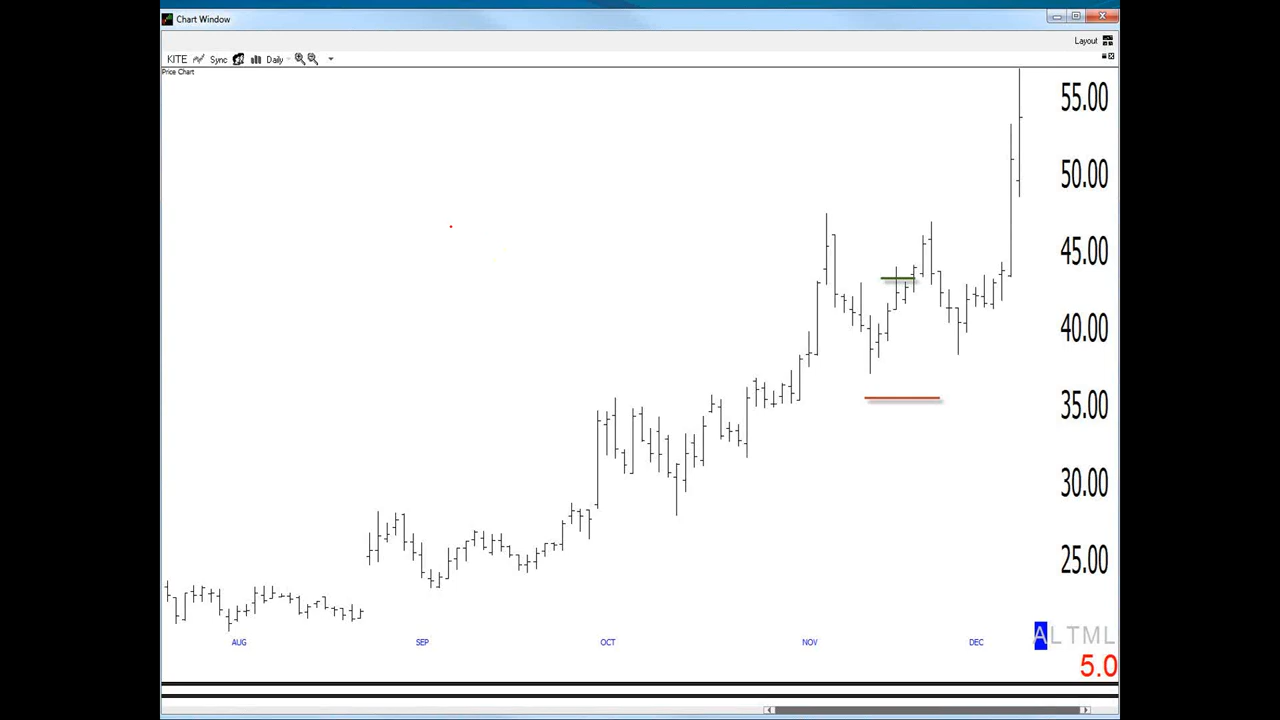 Chart Window
Layout
KITE Sync Daily
Price Chart
55.00
50.00
45.00
40.00
35.00
30.00
25.00
AUG SEP OCT NOV DEC
ALTML
5.0